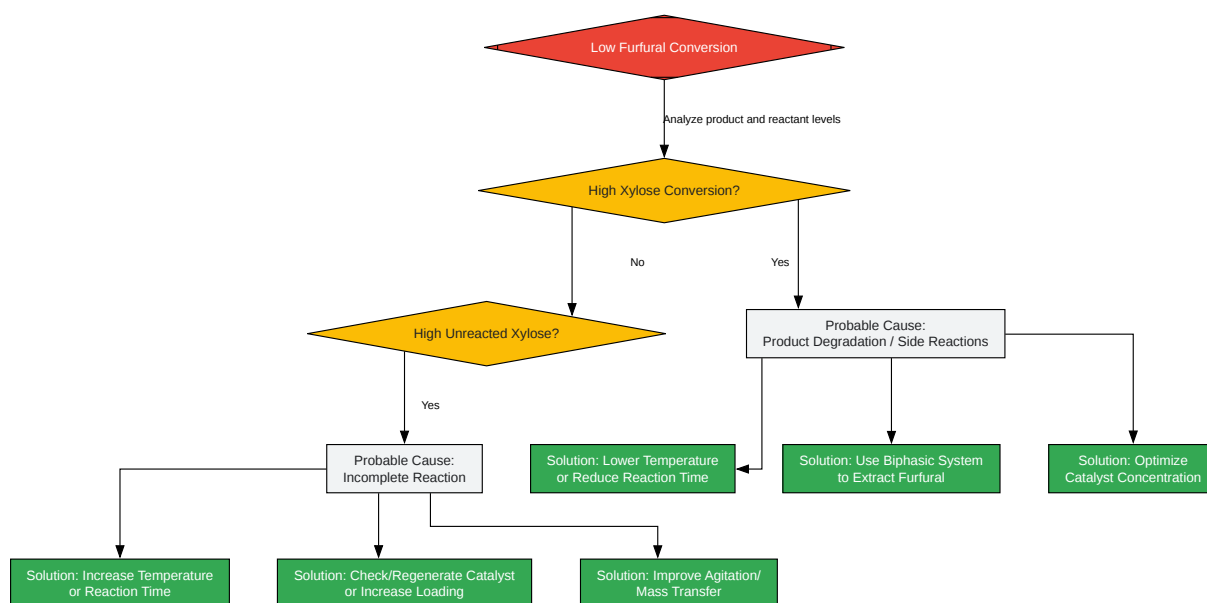 Low Furfural Conversion
Analyze product and reactant levels
High Xylose Conversion?
No
Yes
High Unreacted Xylose?
Probable Cause:
Product Degradation / Side Reactions
Yes
Probable Cause:
Incomplete Reaction
Solution: Lower Temperature
or Reduce Reaction Time
Solution: Use Biphasic System
to Extract Furfural
Solution: Optimize
Catalyst Concentration
Solution: Increase Temperature
or Reaction Time
Solution: Check/Regenerate Catalyst
or Increase Loading
Solution: Improve Agitation/
Mass Transfer